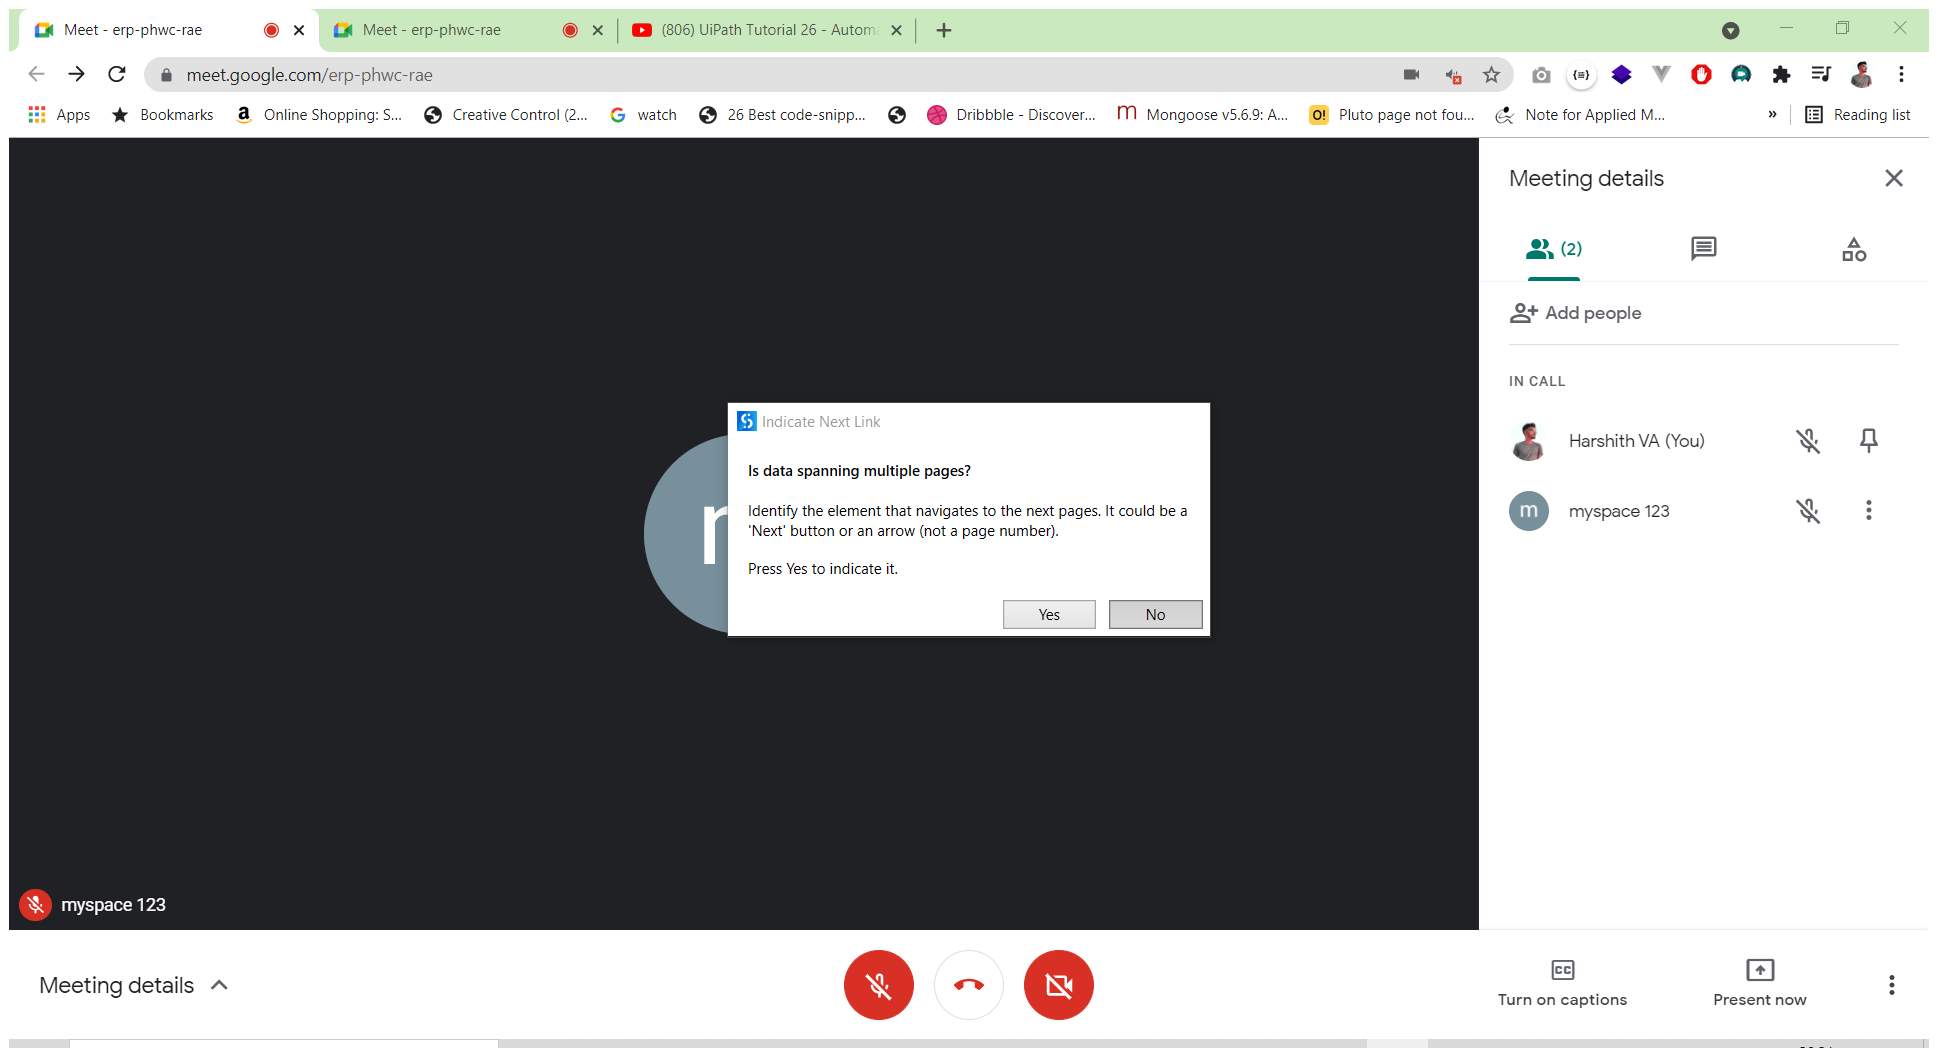 Meet - erp-phwc-rae
Meet - erp-phwc-rae
(806) UiPath Tutorial 26 - Autom
meet.google.com/erp-phwc-rae
Apps
Bookmarks
Online Shopping: S...
Creative Control (2...
watch
26 Best code-snipp...
Dribbble - Discover...
Mongoose v5.6.9: A...
O!
Pluto page not fou...
Note for Applied M...
»
Reading list
Meeting details
(2)
Add people
IN CALL
Harshith VA (You)
m
myspace 123
Indicate Next Link
Is data spanning multiple pages?
Identify the element that navigates to the next pages. It could be a
'Next' button or an arrow (not a page number).
Press Yes to indicate it.
Yes
No
myspace 123
Meeting details
CC
Turn on captions
Present now